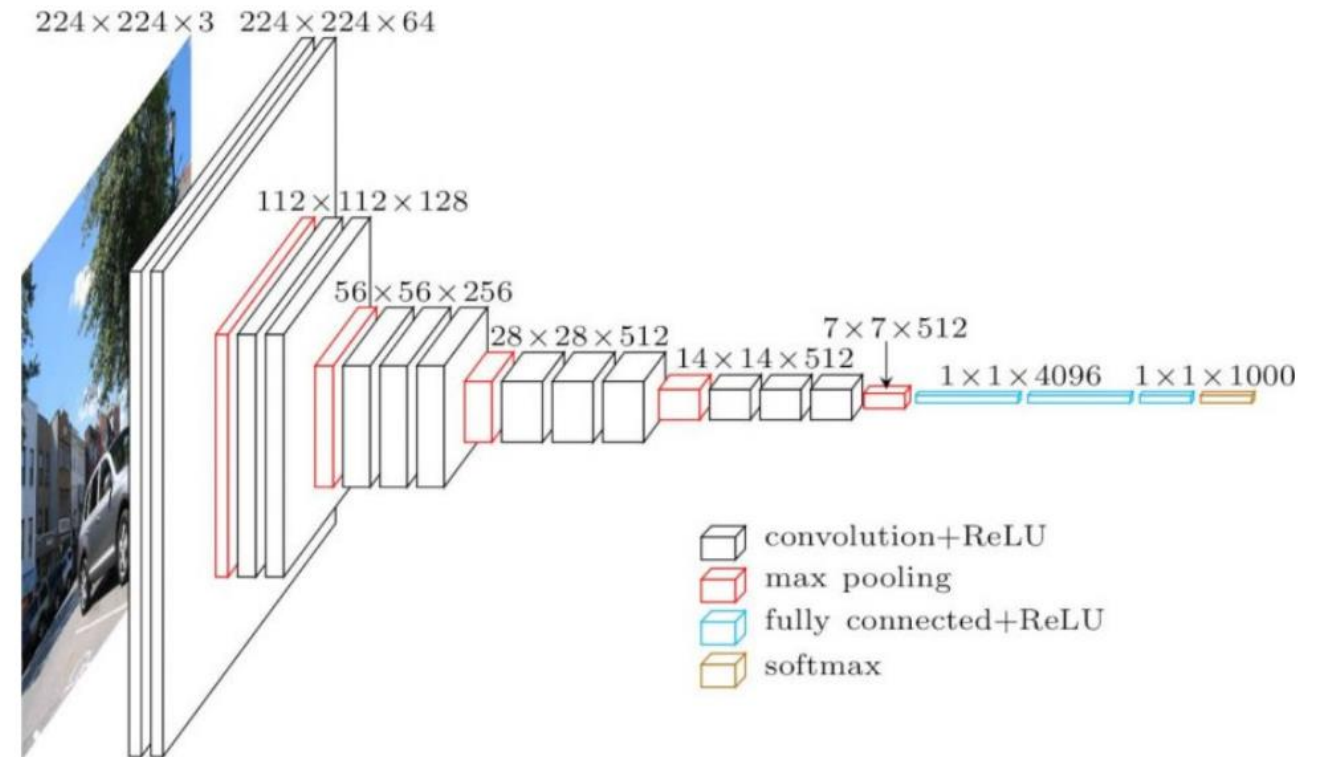 224×224×3
224×224×64
112×112×128
56×56×256
28×28×512
14×14×512
7×7×512
1×1×4096
1×1×1000
convolution+ReLU
max pooling
fully connected+ReLU
softmax